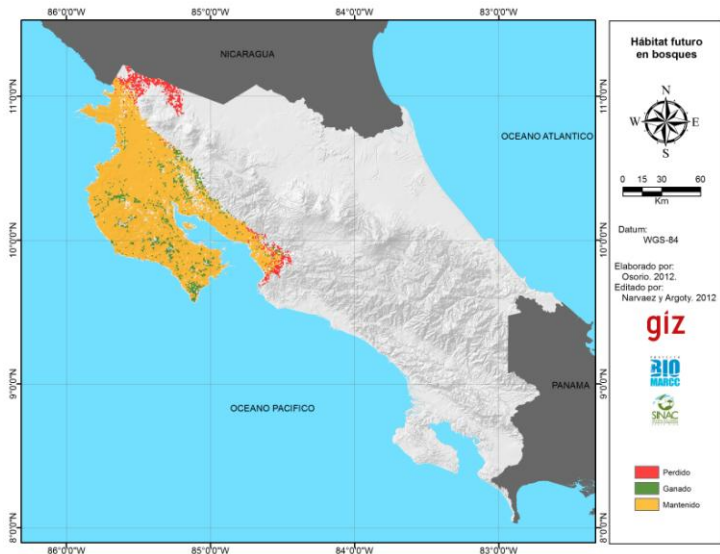 86°0'0"W
85°0'0"W
84°0'0"W
83°0'0"W
NICARAGUA
11°0'0"N
11°0'0"N
OCEANO ATLANTICO
10°0'0"N
10°0'0"N
9°0'0"N
9°0'0"N
PANAMA
OCEANO PACIFICO
8°0'0"N
8°0'0"N
86°0'0"W
85°0'0"W
84°0'0"W
83°0'0"W
Hábitat futuro
en bosques
N
W
E
S
0 15 30 60
Km
Datum:
WGS-84
Elaborado por:
Osorio. 2012.
Editado por:
Narvaez y Argoty. 2012
giz
BIO
MARCC
SINAC
Perdido
Ganado
Mantenido